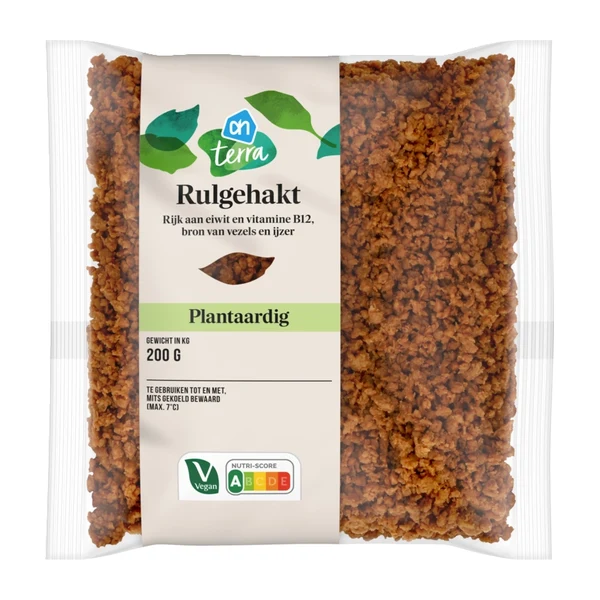 ah
terra
Rulgehakt
Rijk aan eiwit en vitamine B12,
bron van vezels en ijzer
Plantaardig
GEWICHT IN KG
200 G
TE GEBRUIKEN TOT EN MET,
MITS GEKOELD BEWAARD
(MAX. 7°C)
Vegan
NUTRI-SCORE
ABCDE